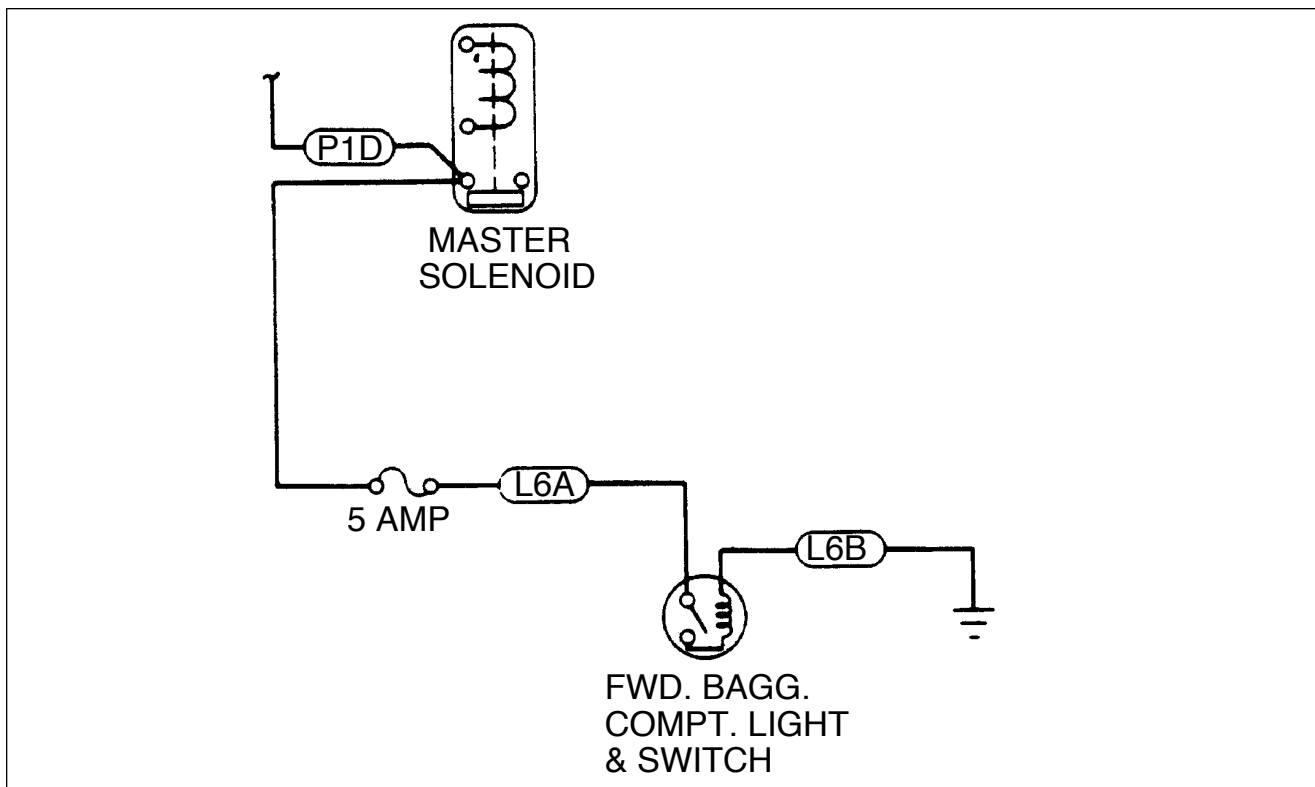 P1D
MASTER
SOLENOID
5 AMP
L6A
L6B
FWD. BAGG.
COMPT. LIGHT
& SWITCH